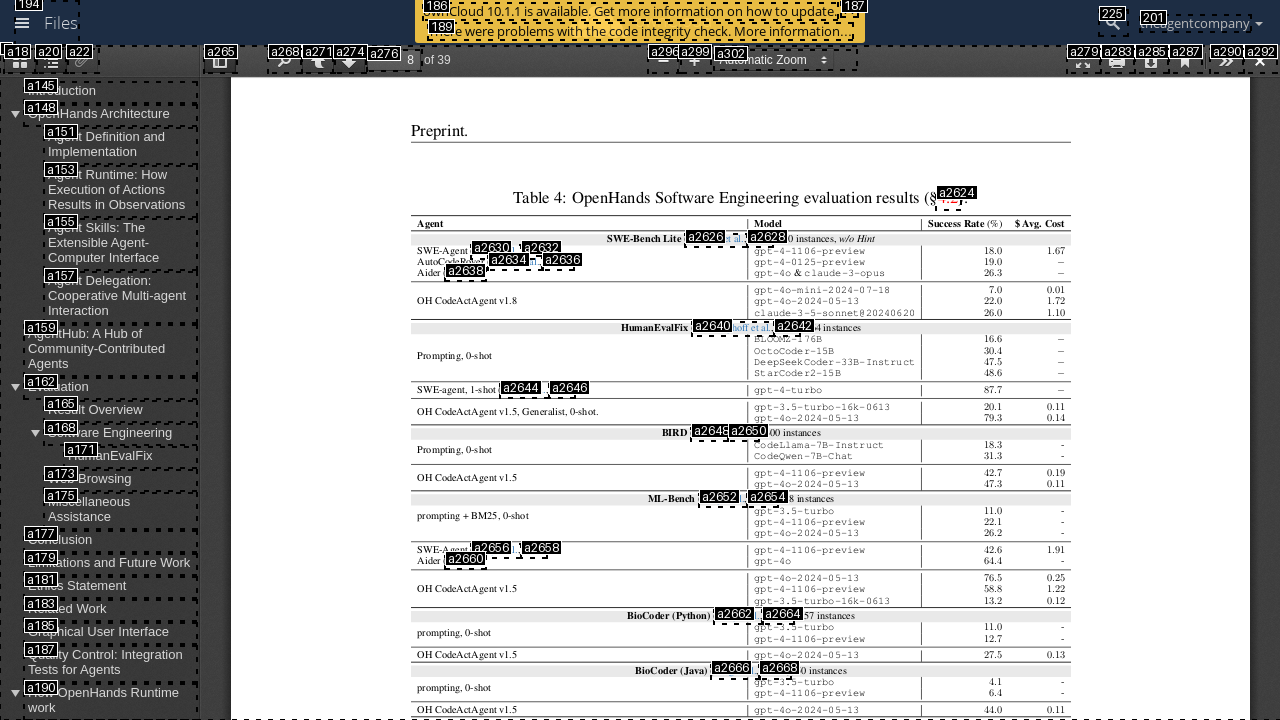 194
Files
186
ownCloud 10.1.1 is available. Get more information on how to update.
187
189
There were problems with the code integrity check. More information…
225
201
theagentcompany
a18
a20
a22
a265
a268
a271
a274
a276
8 of 39
a296
a299
a302
Automatic Zoom
a279
a283
a285
a287
a290
a292
a145
Introduction
a148
OpenHands Architecture
a151
Agent Definition and
Implementation
a153
Agent Runtime: How
Execution of Actions
Results in Observations
a155
Agent Skills: The
Extensible Agent-
Computer Interface
a157
Agent Delegation:
Cooperative Multi-agent
Interaction
a159
AgentHub: A Hub of
Community-Contributed
Agents
a162
Evaluation
a165
Result Overview
a168
Software Engineering
a171
HumanEvalFix
a173
Web Browsing
a175
Miscellaneous
Assistance
a177
Conclusion
a179
Limitations and Future Work
a181
Ethics Statement
a183
Related Work
a185
Graphical User Interface
a187
Quality Control: Integration
Tests for Agents
a190
OpenHands Runtime
work
Preprint.
Table 4: OpenHands Software Engineering evaluation results (§ a2624
Agent Model Success Rate (%) $ Avg. Cost
SWE-Bench Lite a2626 et al. a2628 0 instances, w/o Hint
SWE-Agent a2630 a2632 gpt-4-1106-preview 18.0 1.67
AutoCodeRover a2634 a2636 gpt-4-0125-preview 19.0 –
Aider a2638 gpt-4o & claude-3-opus 26.3 –
gpt-4o-mini-2024-07-18 7.0 0.01
OH CodeActAgent v1.8 gpt-4o-2024-05-13 22.0 1.72
claude-3-5-sonnet@20240620 26.0 1.10
HumanEvalFix a2640 hoff et al. a2642 4 instances
BLOOMZ-176B 16.6 –
Prompting, 0-shot OctoCoder-15B 30.4 –
DeepSeekCoder-33B-Instruct 47.5 –
StarCoder2-15B 48.6 –
SWE-agent, 1-shot a2644 a2646 gpt-4-turbo 87.7 –
OH CodeActAgent v1.5, Generalist, 0-shot. gpt-3.5-turbo-16k-0613 20.1 0.11
gpt-4o-2024-05-13 79.3 0.14
BIRD a2648 a2650 00 instances
Prompting, 0-shot CodeLlama-7B-Instruct 18.3 -
CodeQwen-7B-Chat 31.3 -
OH CodeActAgent v1.5 gpt-4-1106-preview 42.7 0.19
gpt-4o-2024-05-13 47.3 0.11
ML-Bench a2652 a2654 8 instances
gpt-3.5-turbo 11.0 -
prompting + BM25, 0-shot gpt-4-1106-preview 22.1 -
gpt-4o-2024-05-13 26.2 -
SWE-Agent a2656 a2658 gpt-4-1106-preview 42.6 1.91
Aider a2660 gpt-4o 64.4 -
gpt-4o-2024-05-13 76.5 0.25
OH CodeActAgent v1.5 gpt-4-1106-preview 58.8 1.22
gpt-3.5-turbo-16k-0613 13.2 0.12
BioCoder (Python) a2662 a2664 57 instances
prompting, 0-shot gpt-3.5-turbo 11.0 -
gpt-4-1106-preview 12.7 -
OH CodeActAgent v1.5 gpt-4o-2024-05-13 27.5 0.13
BioCoder (Java) a2666 a2668 0 instances
prompting, 0-shot gpt-3.5-turbo 4.1 -
gpt-4-1106-preview 6.4 -
OH CodeActAgent v1.5 gpt-4o-2024-05-13 44.0 0.11